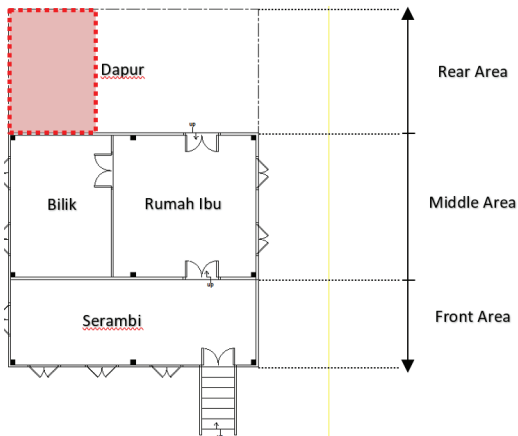 Dapur
Rear Area
Bilik
Rumah Ibu
Middle Area
Serambi
Front Area